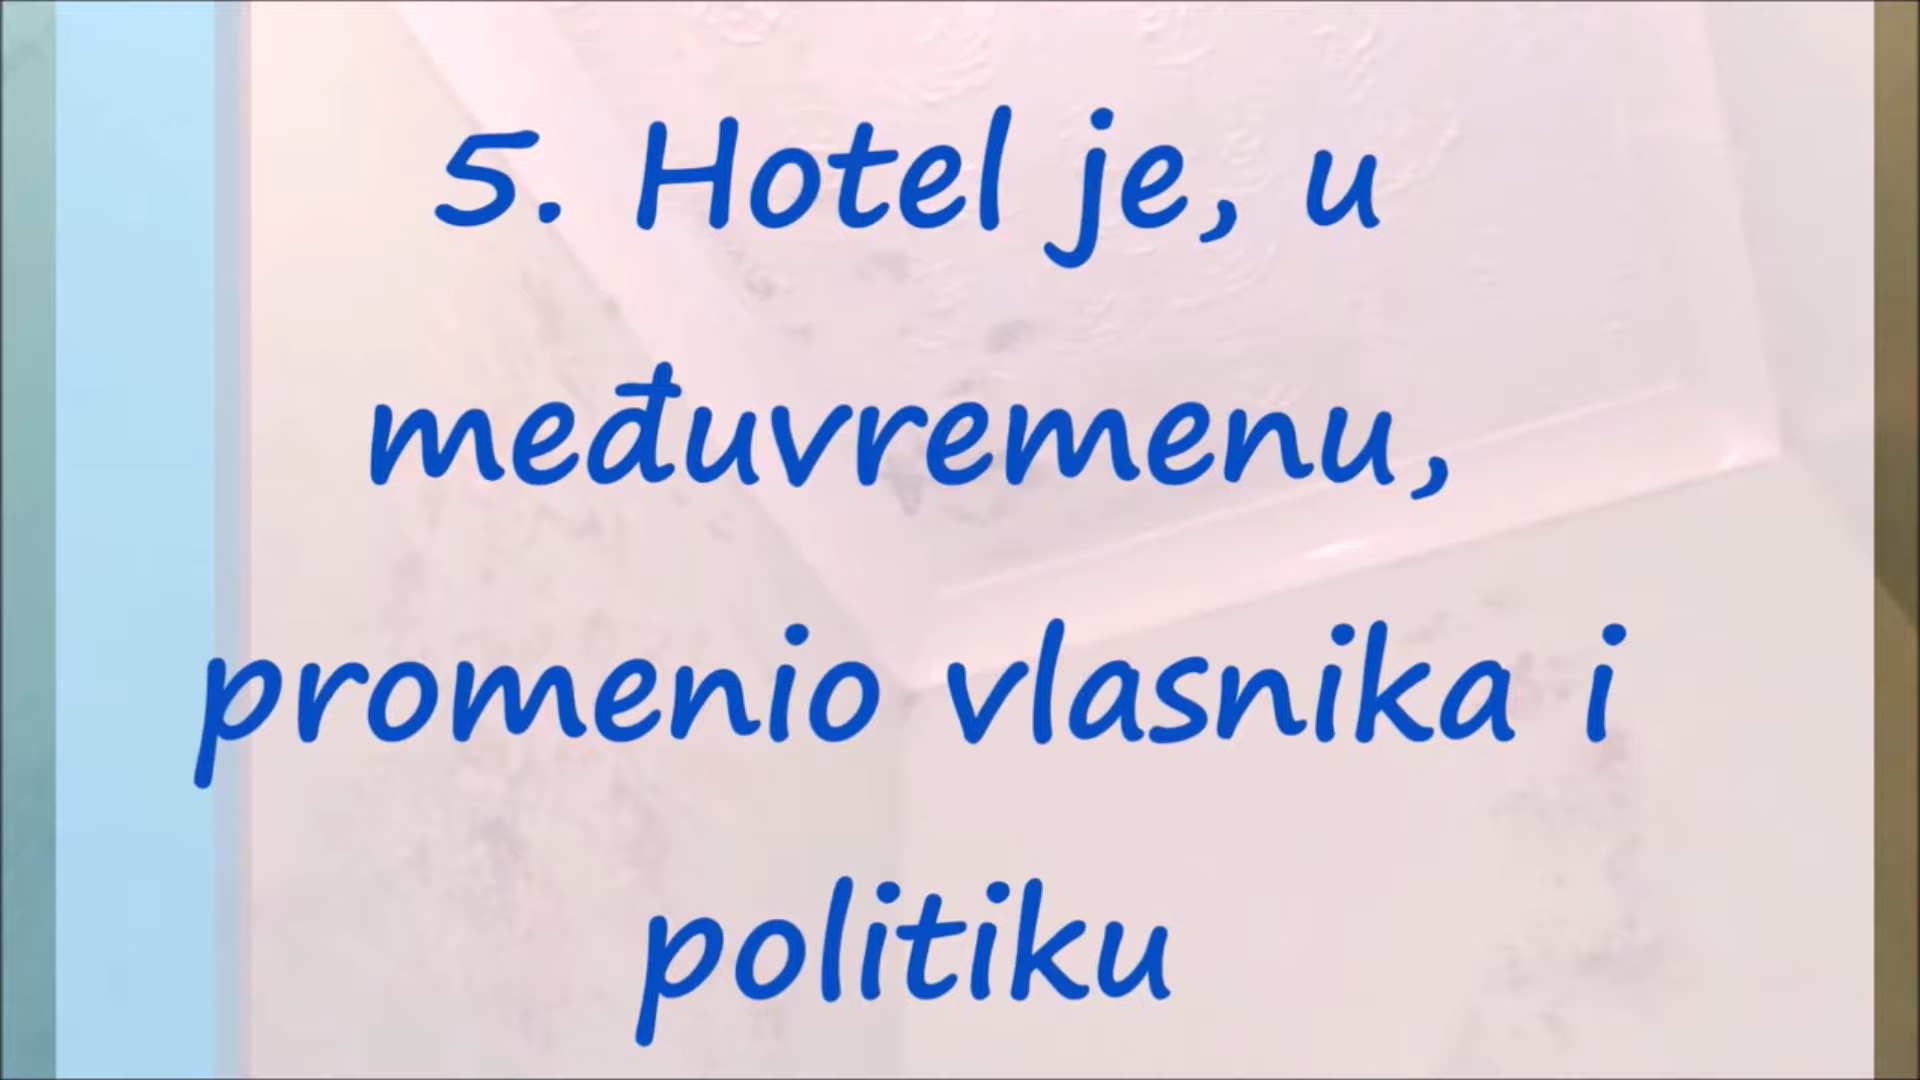 5. Hotel je, u
međuvremenu,
promenio vlasnika i
politiku